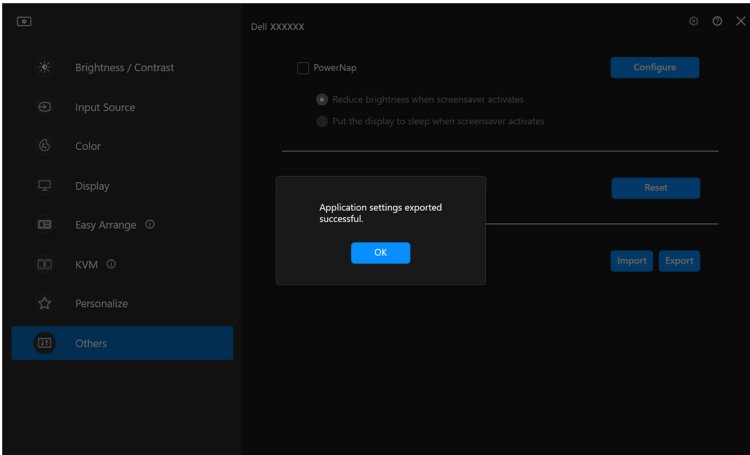 Dell XXXXXX
Brightness / Contrast
Input Source
Color
Display
Easy Arrange
KVM
Personalize
Others
PowerNap
Configure
Reduce brightness when screensaver activates
Put the display to sleep when screensaver activates
Reset
Application settings exported
successful.
OK
Import Export